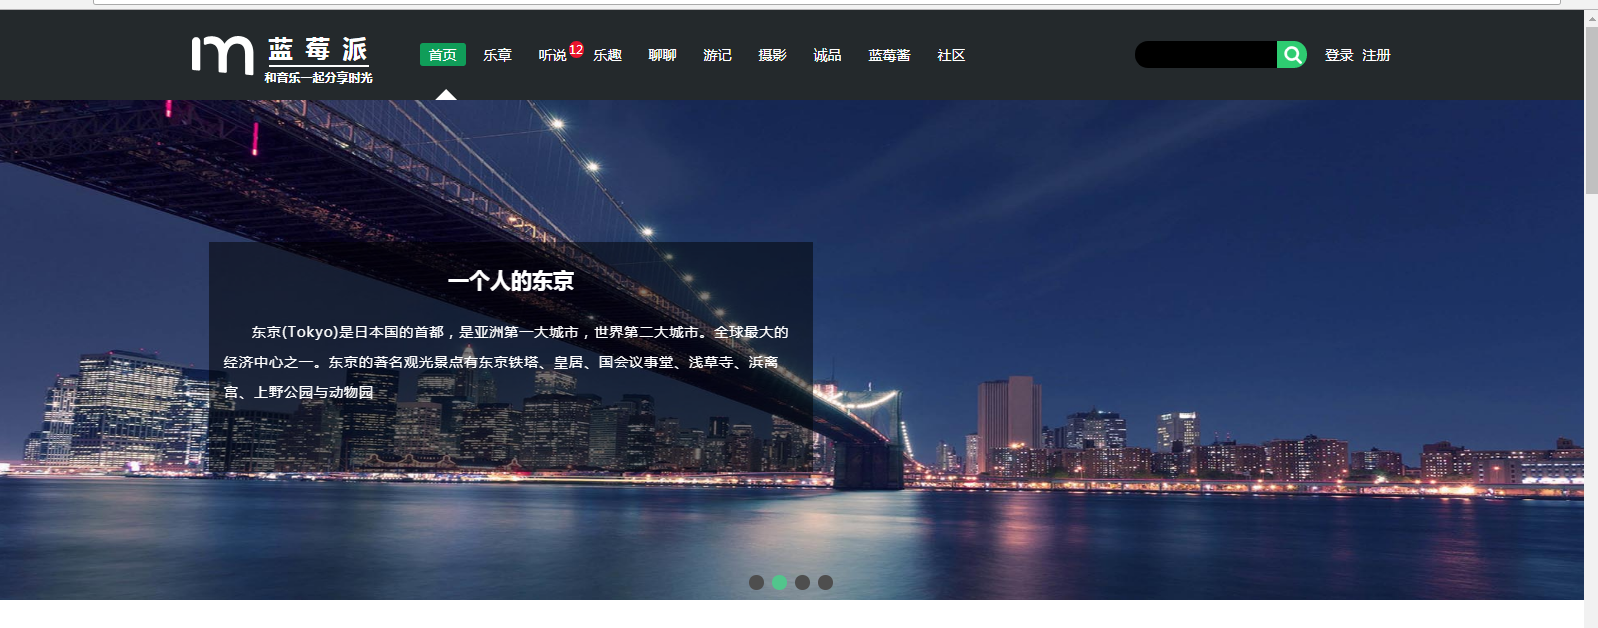 蓝莓派
和音乐一起分享时光
首页 乐章 听说 12 乐趣 聊聊 游记 摄影 诚品 蓝莓酱 社区 登录 注册
一个人的东京
东京(Tokyo)是日本国的首都，是亚洲第一大城市，世界第二大城市。全球最大的
经济中心之一。东京的著名观光景点有东京铁塔、皇居、国会议事堂、浅草寺、浜离
宫、上野公园与动物园